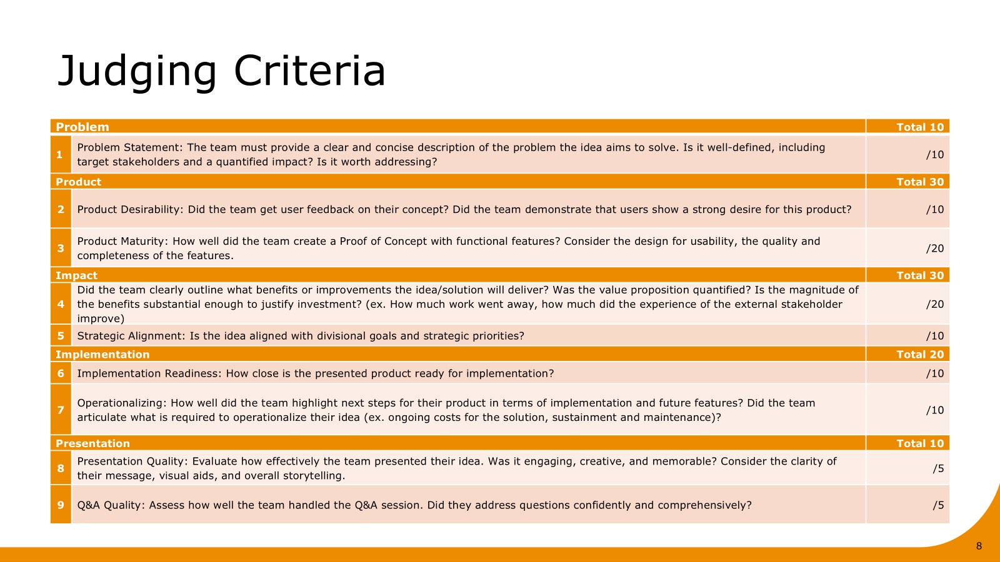 Judging Criteria
Problem Total 10
1 Problem Statement: The team must provide a clear and concise description of the problem the idea aims to solve. Is it well-defined, including
target stakeholders and a quantified impact? Is it worth addressing? /10
Product Total 30
2 Product Desirability: Did the team get user feedback on their concept? Did the team demonstrate that users show a strong desire for this product? /10
3 Product Maturity: How well did the team create a Proof of Concept with functional features? Consider the design for usability, the quality and
completeness of the features. /20
Impact Total 30
4 Did the team clearly outline what benefits or improvements the idea/solution will deliver? Was the value proposition quantified? Is the magnitude of
the benefits substantial enough to justify investment? (ex. How much work went away, how much did the experience of the external stakeholder
improve) /20
5 Strategic Alignment: Is the idea aligned with divisional goals and strategic priorities? /10
Implementation Total 20
6 Implementation Readiness: How close is the presented product ready for implementation? /10
7 Operationalizing: How well did the team highlight next steps for their product in terms of implementation and future features? Did the team
articulate what is required to operationalize their idea (ex. ongoing costs for the solution, sustainment and maintenance)? /10
Presentation Total 10
8 Presentation Quality: Evaluate how effectively the team presented their idea. Was it engaging, creative, and memorable? Consider the clarity of
their message, visual aids, and overall storytelling. /5
9 Q&A Quality: Assess how well the team handled the Q&A session. Did they address questions confidently and comprehensively? /5
8